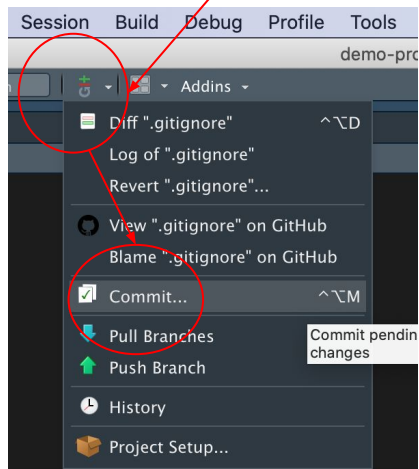 Session Build Debug Profile Tools
demo-pro
Addins
Diff ".gitignore" ^⌥D
Log of ".gitignore"
Revert ".gitignore"...
View ".gitignore" on GitHub
Blame ".gitignore" on GitHub
Commit... ^⌥M
Pull Branches
Commit pendin
changes
Push Branch
History
Project Setup...